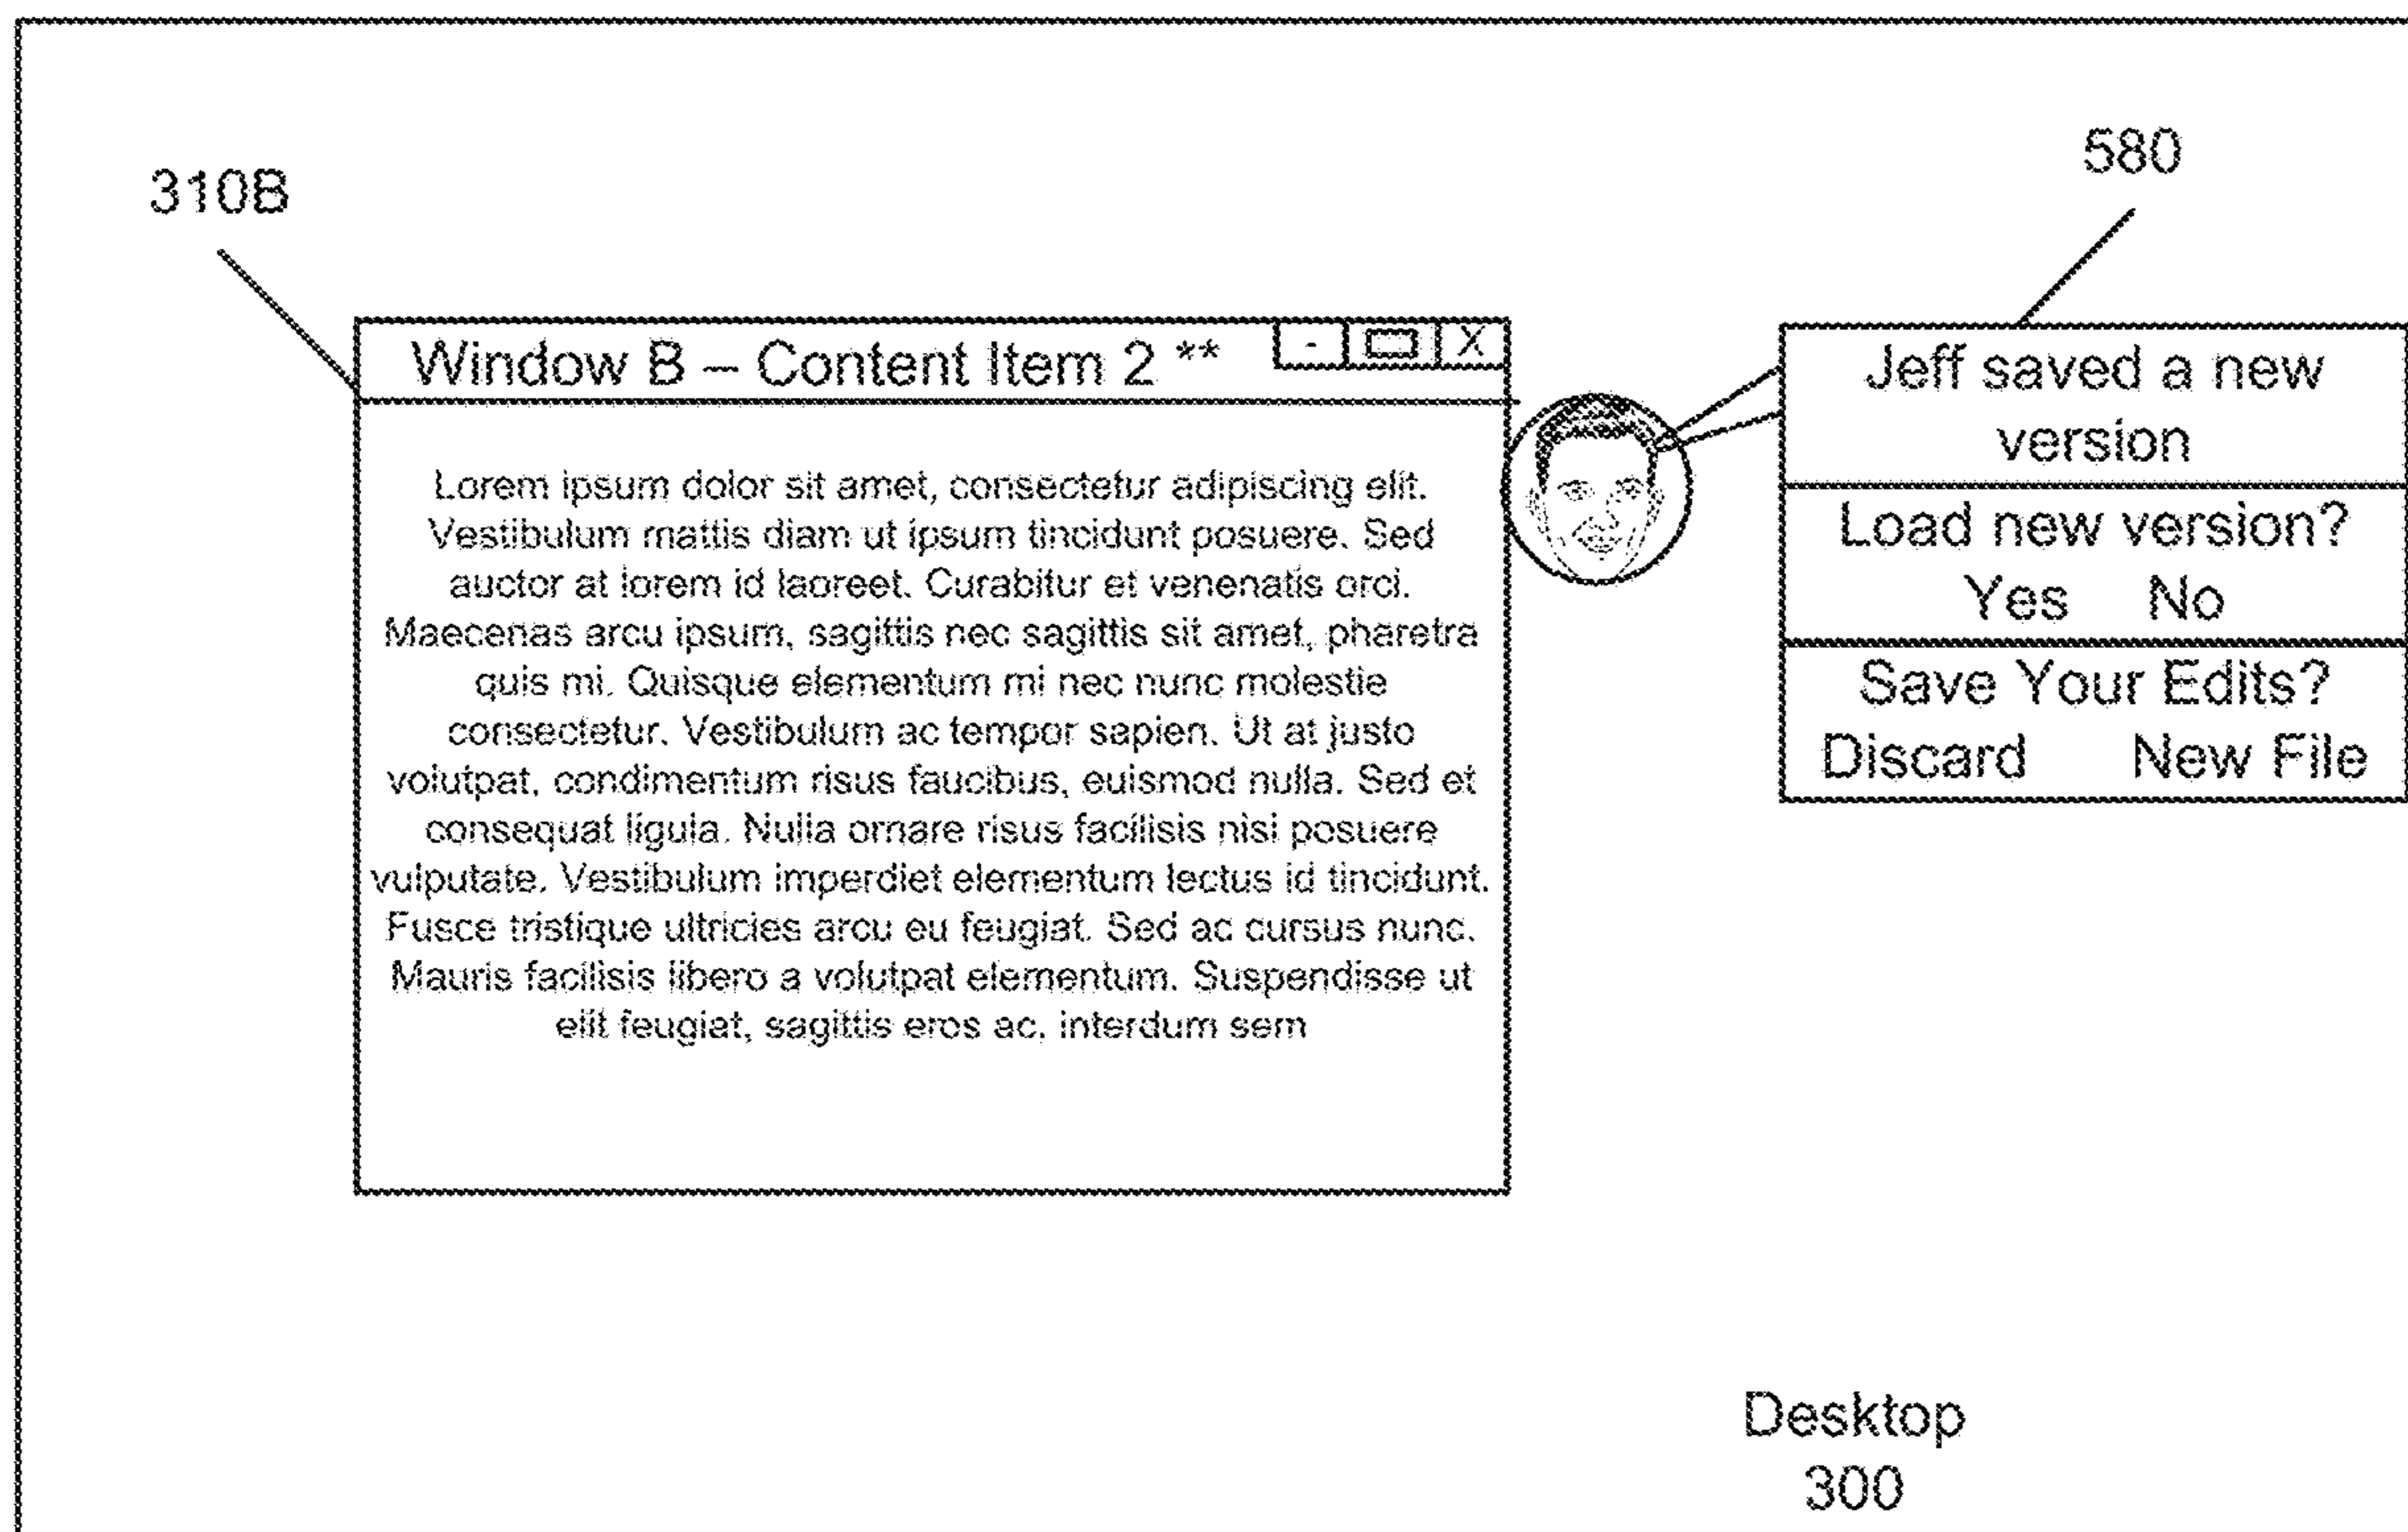 310B
580
Window B – Content Item 2 **
- X
Lorem ipsum dolor sit amet, consectetur adipiscing elit.
Vestibulum mattis diam ut ipsum tincidunt posuere. Sed
auctor at lorem id laoreet. Curabitur et venenatis orci.
Maecenas arcu ipsum, sagittis nec sagittis sit amet, pharetra
quis mi. Quisque elementum mi nec nunc molestie
consectetur. Vestibulum ac tempor sapien. Ut at justo
volutpat, condimentum risus faucibus, euismod nulla. Sed et
consequat ligula. Nulla ornare risus facilisis nisi posuere
vulputate. Vestibulum imperdiet elementum lectus id tincidunt.
Fusce tristique ultricies arcu eu feugiat. Sed ac cursus nunc.
Mauris facilisis libero a volutpat elementum. Suspendisse ut
elit feugiat, sagittis eros ac, interdum sem
Jeff saved a new
version
Load new version?
Yes No
Save Your Edits?
Discard New File
Desktop
300